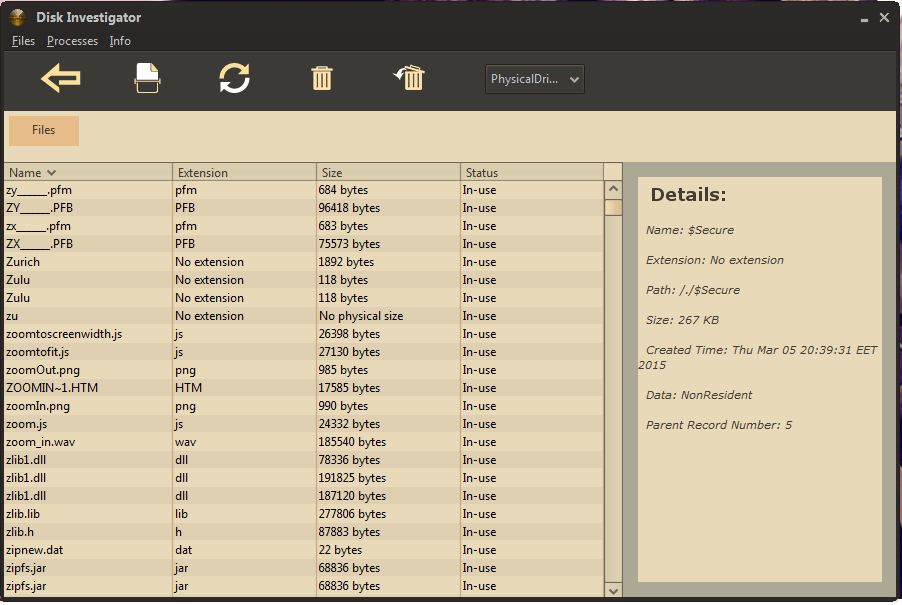 Disk Investigator
Files Processes Info
PhysicalDri...
Files
Name Extension Size Status
zy_____.pfm pfm 684 bytes In-use
ZY_____.PFB PFB 96418 bytes In-use
zx_____.pfm pfm 683 bytes In-use
ZX_____.PFB PFB 75573 bytes In-use
Zurich No extension 1892 bytes In-use
Zulu No extension 118 bytes In-use
Zulu No extension 118 bytes In-use
zu No extension No physical size In-use
zoomtoscreenwidth.js js 26398 bytes In-use
zoomtofit.js js 27130 bytes In-use
zoomOut.png png 985 bytes In-use
ZOOMIN~1.HTM HTM 17585 bytes In-use
zoomIn.png png 990 bytes In-use
zoom.js js 24332 bytes In-use
zoom_in.wav wav 185540 bytes In-use
zlib1.dll dll 78336 bytes In-use
zlib1.dll dll 191825 bytes In-use
zlib1.dll dll 187120 bytes In-use
zlib.lib lib 277806 bytes In-use
zlib.h h 87883 bytes In-use
zipnew.dat dat 22 bytes In-use
zipfs.jar jar 68836 bytes In-use
zipfs.jar jar 68836 bytes In-use
Details:
Name: $Secure
Extension: No extension
Path: /./$Secure
Size: 267 KB
Created Time: Thu Mar 05 20:39:31 EET
2015
Data: NonResident
Parent Record Number: 5